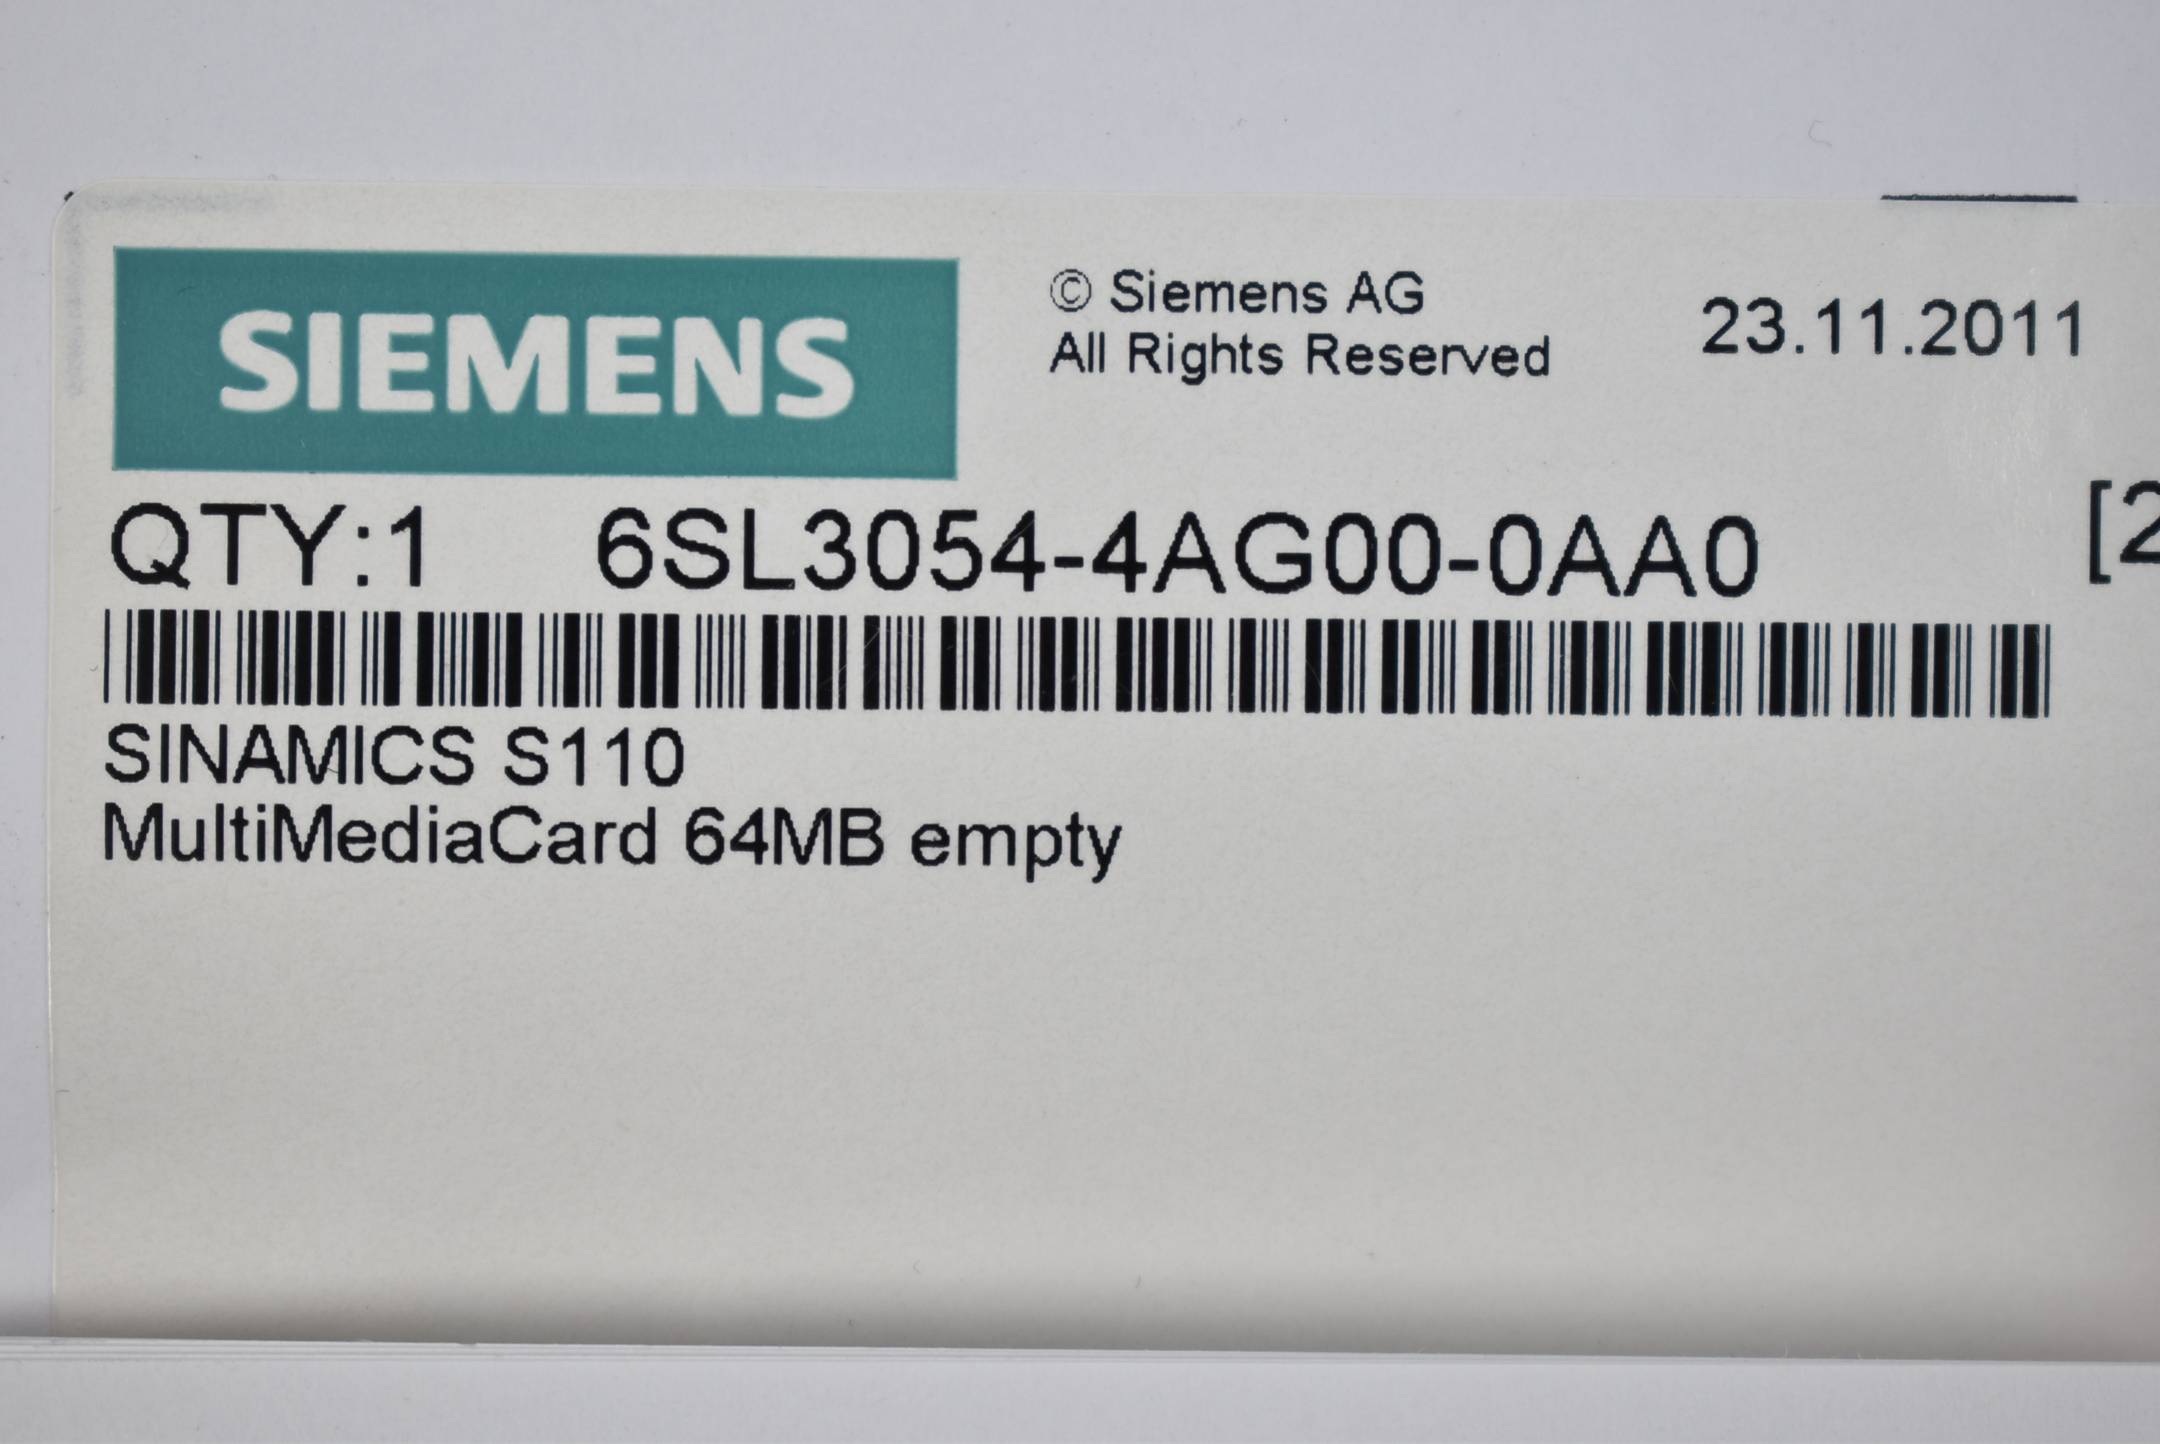 SIEMENS
© Siemens AG
All Rights Reserved
23.11.2011
QTY:1 6SL3054-4AG00-0AA0 [2
SINAMICS S110
MultiMediaCard 64MB empty